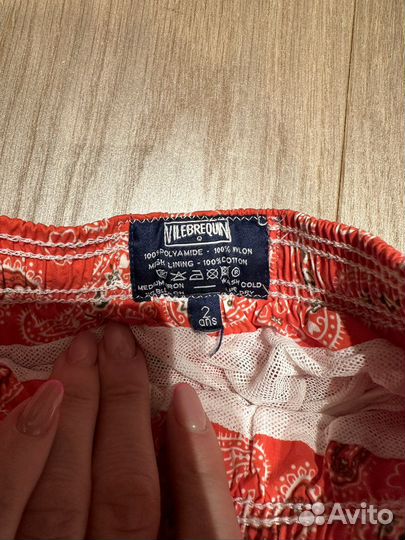 VILEBREQUIN
100% POLYAMIDE - 100% NYLON
MESH LINING - 100% COTTON
MEDIUM IRON WASH COLD
2
ans
Avito